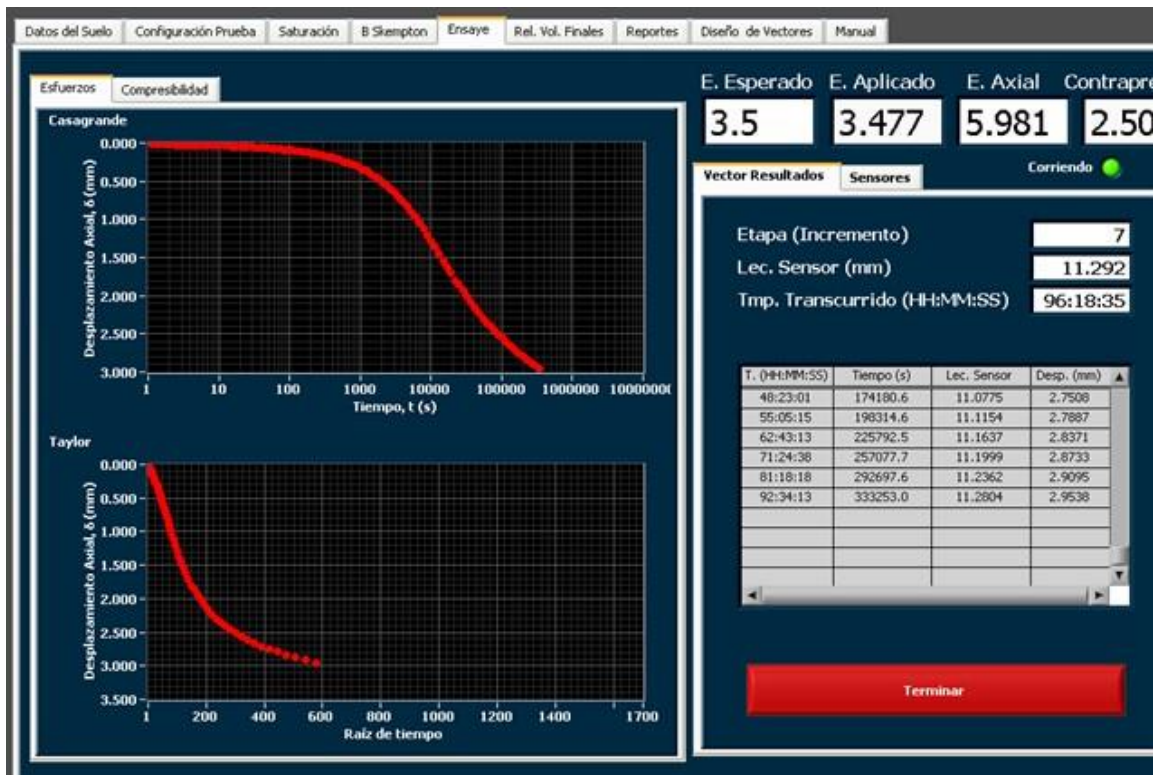 Datos del Suelo Configuración Prueba Saturación B Skempton Ensaye Rel. Vol. Finales Reportes Diseño de Vectores Manual
Esfuerzos Compresibilidad
Casagrande
0.000
0.500
1.000
1.500
2.000
2.500
3.000
Desplazamiento Axial, δ (mm)
1 10 100 1000 10000 100000 1000000 10000000
Tiempo, t (s)
Taylor
0.000
0.500
1.000
1.500
2.000
2.500
3.000
3.500
Desplazamiento Axial, δ (mm)
1 200 400 600 800 1000 1200 1400 1700
Raíz de tiempo
E. Esperado E. Aplicado E. Axial Contrapre
3.5 3.477 5.981 2.50
Vector Resultados Sensores Corriendo
Etapa (Incremento) 7
Lec. Sensor (mm) 11.292
Tmp. Transcurrido (HH:MM:SS) 96:18:35
T. (HH:MM:SS) Tiempo (s) Lec. Sensor Desp. (mm)
48:23:01 174180.6 11.0775 2.7508
55:05:15 198314.6 11.1154 2.7887
62:43:13 225792.5 11.1637 2.8371
71:24:38 257077.7 11.1999 2.8733
81:18:18 292697.6 11.2362 2.9095
92:34:13 333253.0 11.2804 2.9538
Terminar